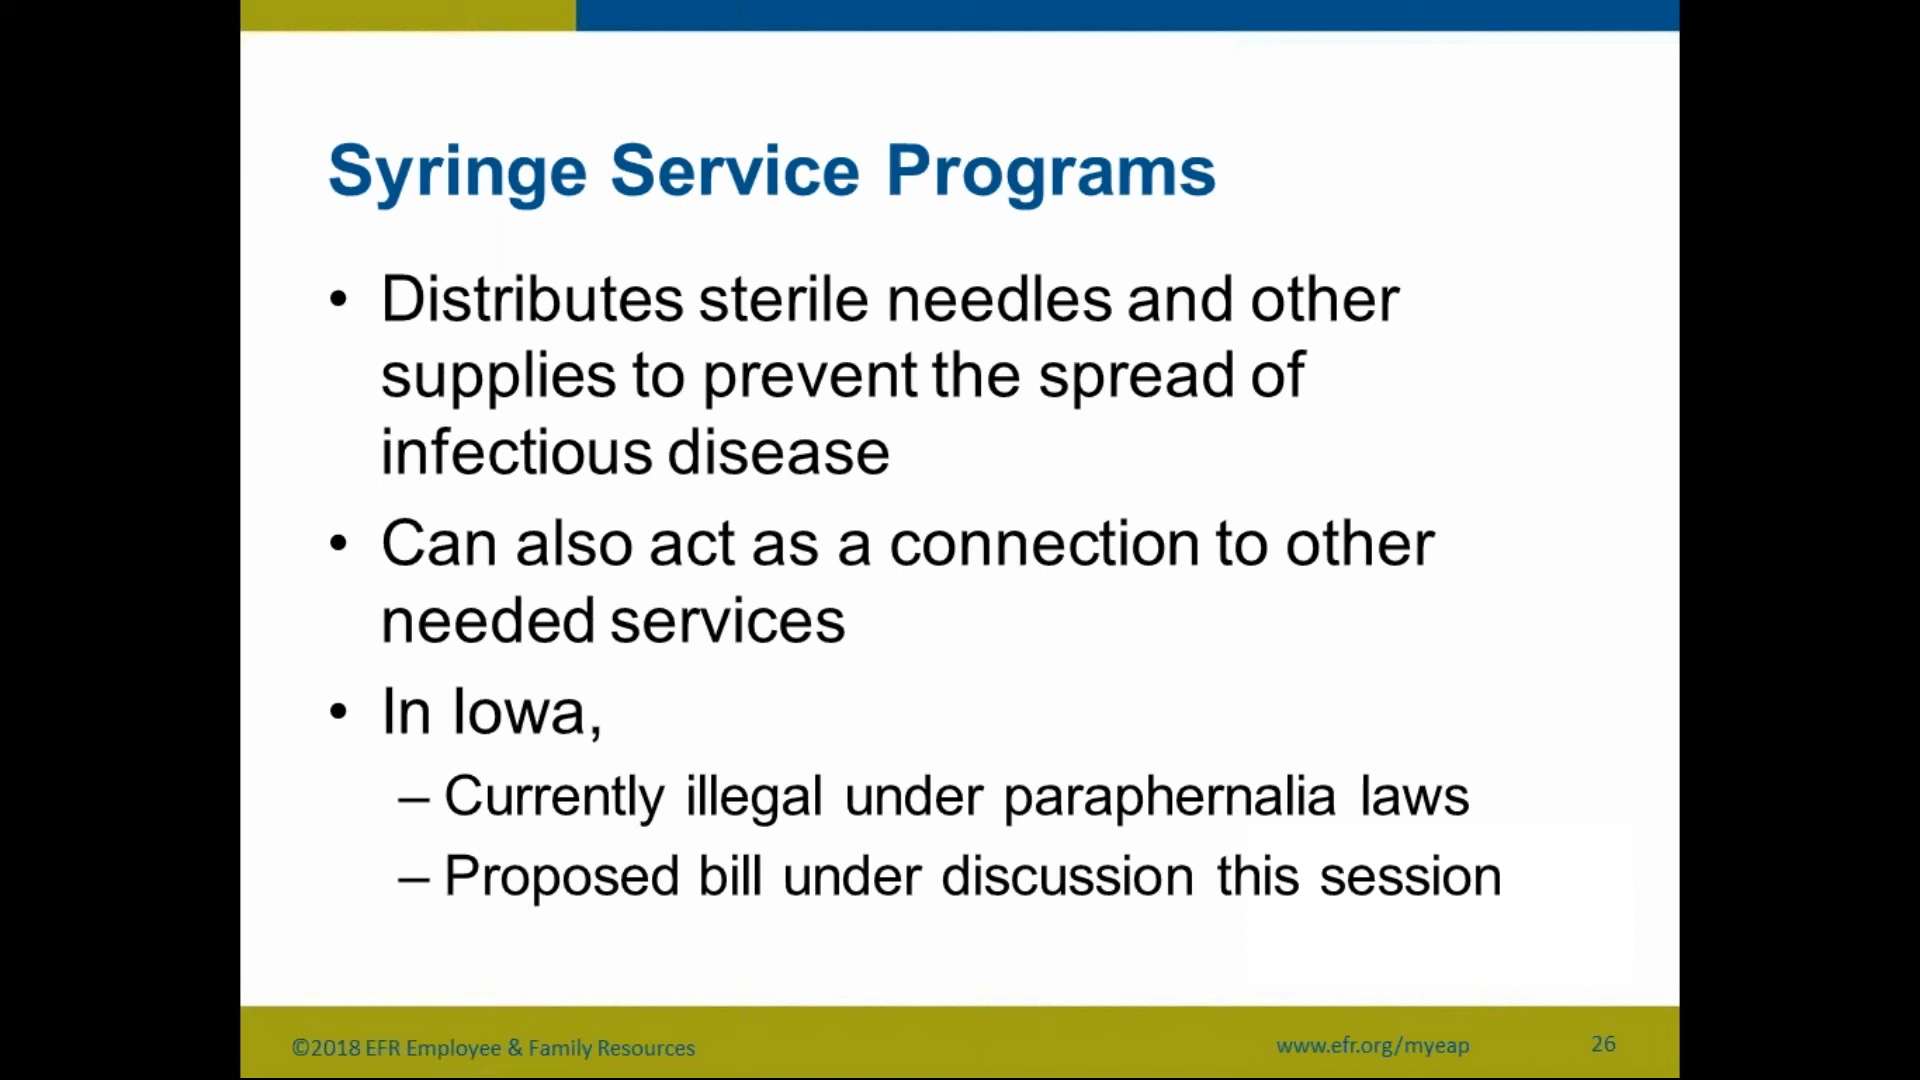 Syringe Service Programs
• Distributes sterile needles and other
supplies to prevent the spread of
infectious disease
• Can also act as a connection to other
needed services
• In Iowa,
– Currently illegal under paraphernalia laws
– Proposed bill under discussion this session
©2018 EFR Employee & Family Resources
www.efr.org/myeap
26